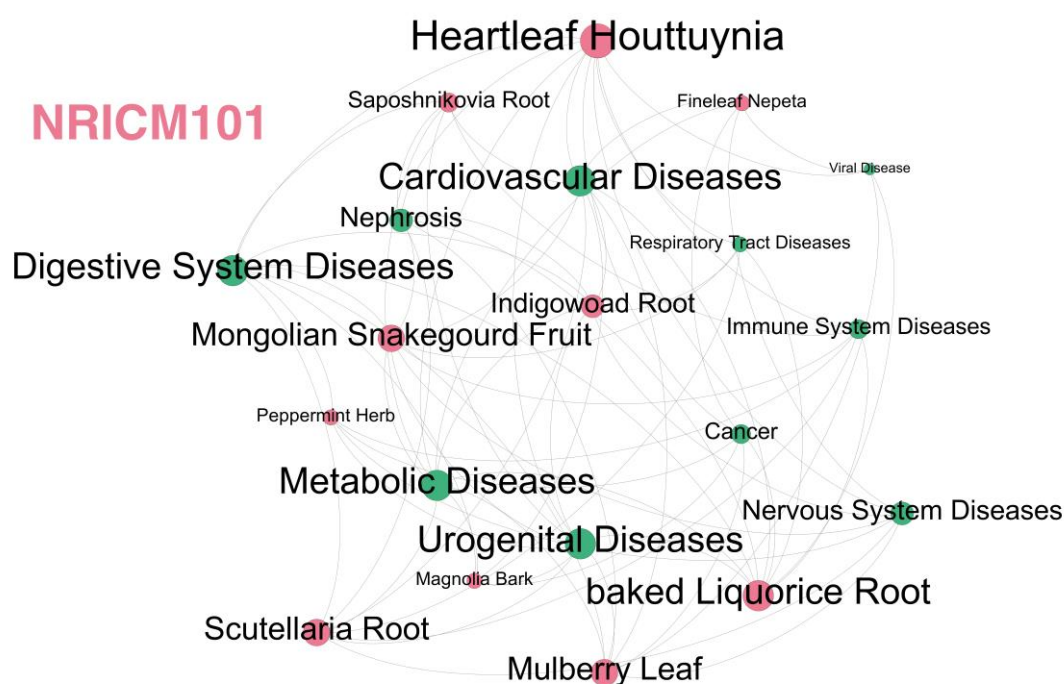 Heartleaf Houttuynia
Saposhnikovia Root
Fineleaf Nepeta
NRICM101
Cardiovascular Diseases
Viral Disease
Nephrosis
Respiratory Tract Diseases
Digestive System Diseases
Indigowoad Root
Mongolian Snakegourd Fruit
Immune System Diseases
Peppermint Herb
Cancer
Metabolic Diseases
Nervous System Diseases
Urogenital Diseases
Magnolia Bark
baked Liquorice Root
Scutellaria Root
Mulberry Leaf